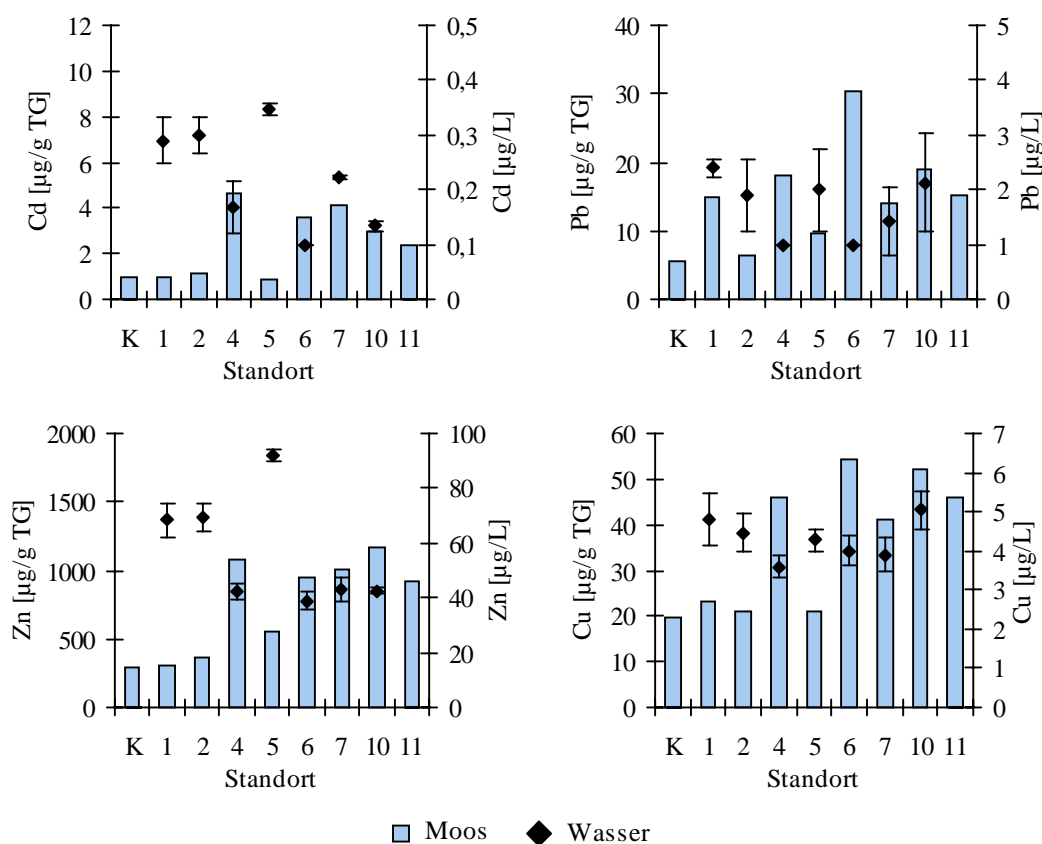 12
10
8
6
4
2
0
Cd [µg/g TG]
0,5
0,4
0,3
0,2
0,1
0
Cd [µg/L]
K 1 2 4 5 6 7 10 11
Standort
40
30
20
10
0
Pb [µg/g TG]
5
4
3
2
1
0
Pb [µg/L]
K 1 2 4 5 6 7 10 11
Standort
2000
1500
1000
500
0
Zn [µg/g TG]
100
80
60
40
20
0
Zn [µg/L]
K 1 2 4 5 6 7 10 11
Standort
60
50
40
30
20
10
0
Cu [µg/g TG]
7
6
5
4
3
2
1
0
Cu [µg/L]
K 1 2 4 5 6 7 10 11
Standort
Moos Wasser